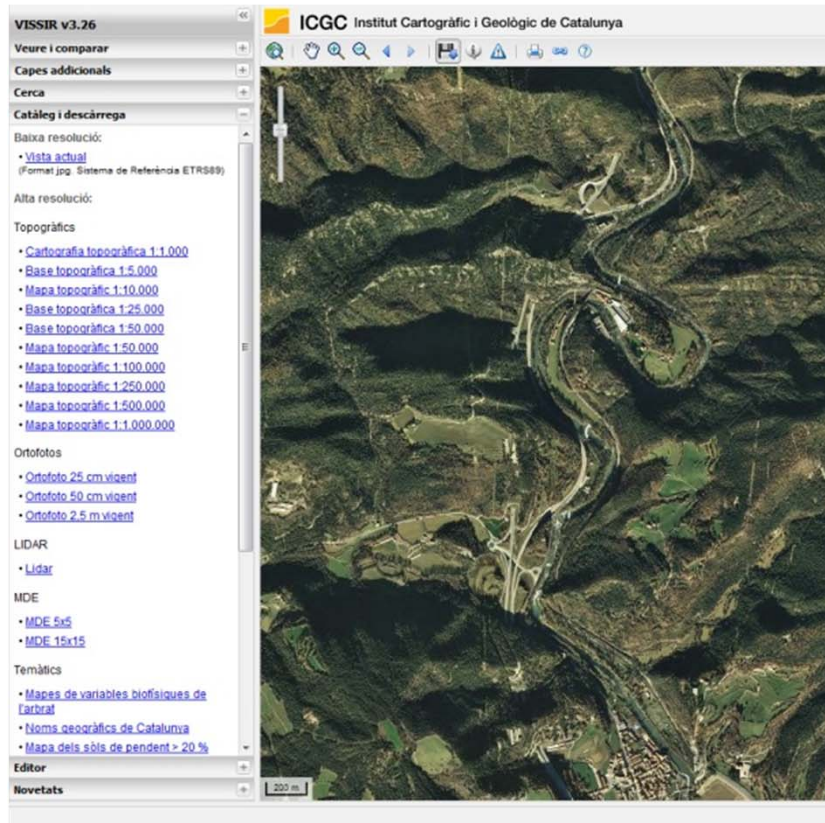 VISSIR v3.26
Veure i comparar
Capes addicionals
Cerca
Catàleg i descàrrega
Baixa resolució:
• Vista actual
(Format jpg. Sistema de Referència ETRS89)
Alta resolució:
Topogràfics
• Cartografia topogràfica 1:1.000
• Base topogràfica 1:5.000
• Mapa topogràfic 1:10.000
• Base topogràfica 1:25.000
• Base topogràfica 1:50.000
• Mapa topogràfic 1:50.000
• Mapa topogràfic 1:100.000
• Mapa topogràfic 1:250.000
• Mapa topogràfic 1:500.000
• Mapa topogràfic 1:1.000.000
Ortofotos
• Ortofoto 25 cm vigent
• Ortofoto 50 cm vigent
• Ortofoto 2,5 m vigent
LIDAR
• Lidar
MDE
• MDE 5x5
• MDE 15x15
Temàtics
• Mapes de variables biofísiques de
l'arbrat
• Noms geogràfics de Catalunya
• Mapa dels sòls de pendent > 20 %
Editor
Novetats
ICGC Institut Cartogràfic i Geològic de Catalunya
200 m